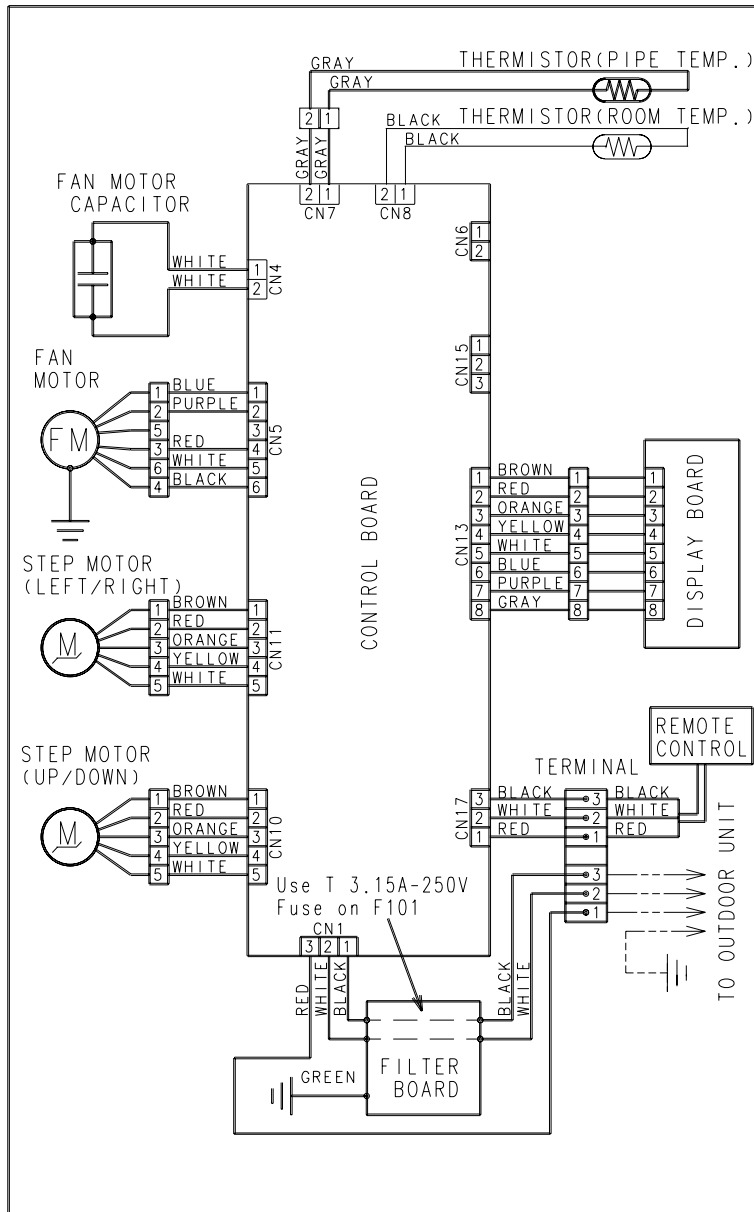 GRAY
THERMISTOR(PIPE TEMP.)
GRAY
THERMISTOR(ROOM TEMP.)
2 1
BLACK
BLACK
GRAY
GRAY
2 1
CN7
2 1
CN8
FAN MOTOR
CAPACITOR
WHITE
WHITE
1
2
CN4
1
2
CN6
1
2
3
CN15
FAN
MOTOR
FM
1 BLUE 1
2 PURPLE 2
5 3
3 RED 4
6 WHITE 5
4 BLACK 6
CN5
CONTROL BOARD
1 BROWN 1 1
2 RED 2 2
3 ORANGE 3 3
4 YELLOW 4 4
5 WHITE 5 5
6 BLUE 6 6
7 PURPLE 7 7
8 GRAY 8 8
CN13
DISPLAY BOARD
STEP MOTOR
(LEFT/RIGHT)
M
1 BROWN 1
2 RED 2
3 ORANGE 3
4 YELLOW 4
5 WHITE 5
CN11
STEP MOTOR
(UP/DOWN)
M
1 BROWN 1
2 RED 2
3 ORANGE 3
4 YELLOW 4
5 WHITE 5
CN10
REMOTE
CONTROL
TERMINAL
3 BLACK 3 BLACK
2 WHITE 2 WHITE
1 RED 1 RED
CN17
3
2
1
TO OUTDOOR UNIT
Use T 3.15A-250V
Fuse on F101
CN1
3 2 1
RED
WHITE
BLACK
BLACK
WHITE
FILTER
BOARD
GREEN